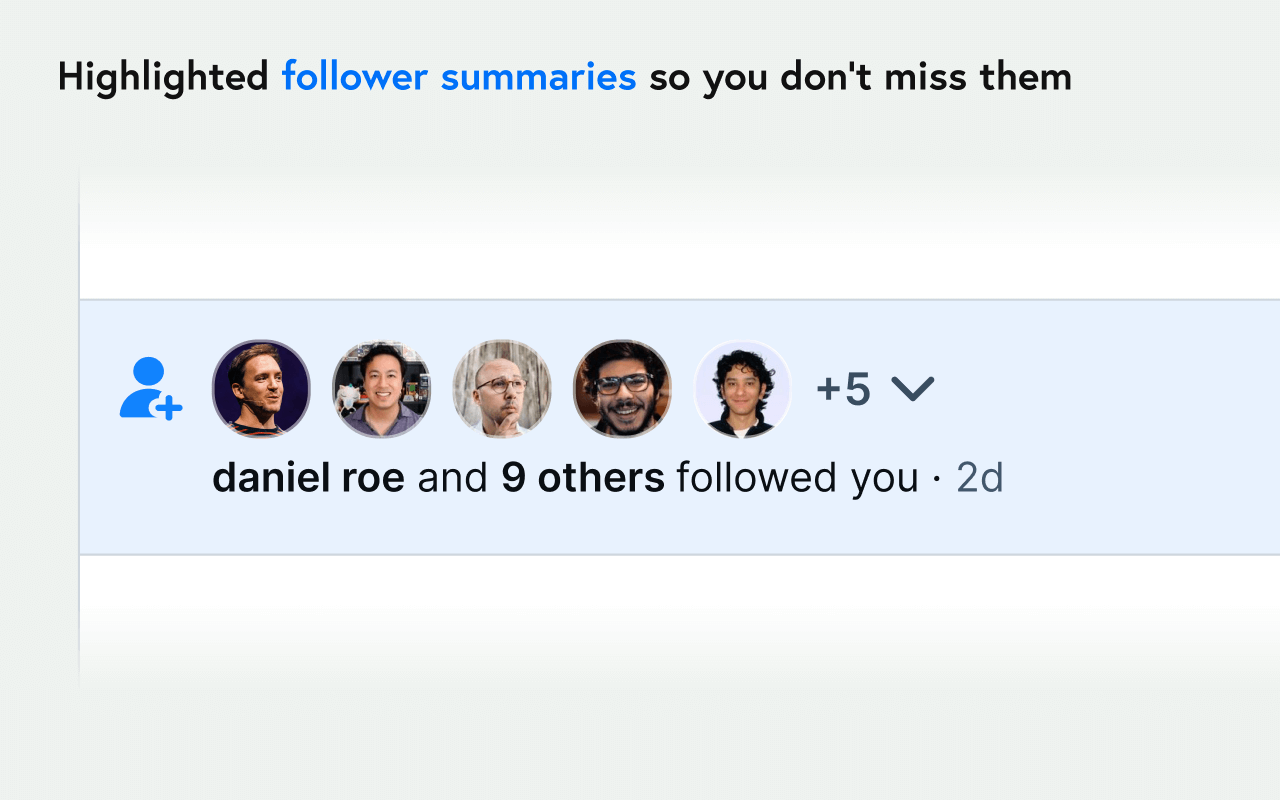 Highlighted follower summaries so you don't miss them
+5
daniel roe and 9 others followed you · 2d